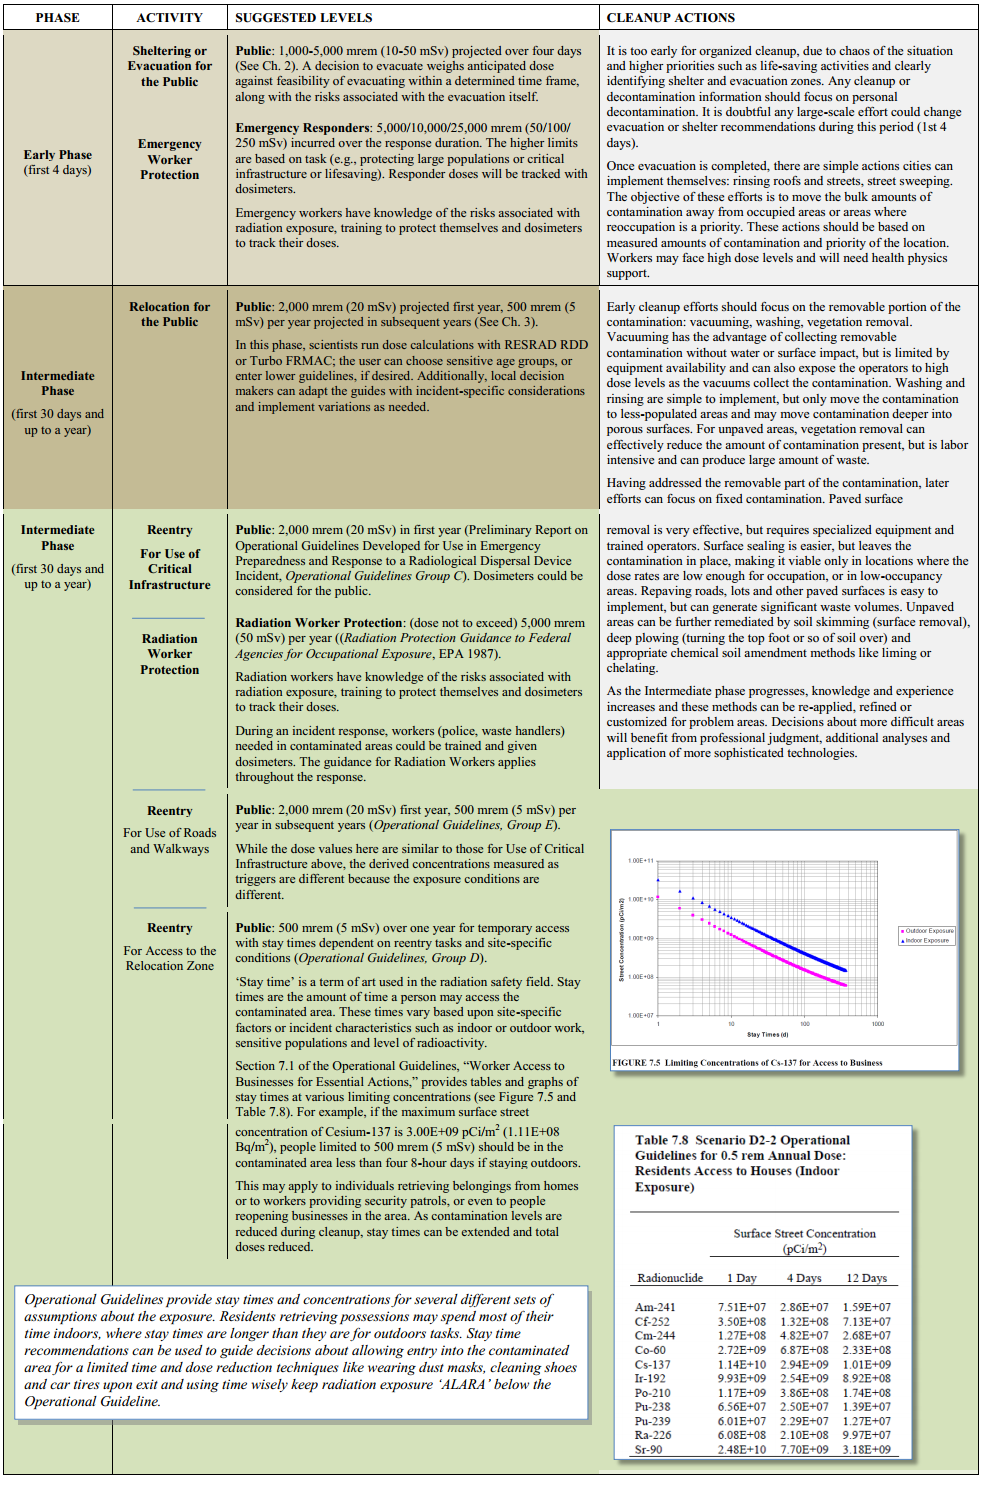 PHASE
ACTIVITY
SUGGESTED LEVELS
CLEANUP ACTIONS
Early Phase
(first 4 days)
Sheltering or
Evacuation for
the Public
Emergency
Worker
Protection
Public: 1,000-5,000 mrem (10-50 mSv) projected over four days
(See Ch. 2). A decision to evacuate weighs anticipated dose
against feasibility of evacuating within a determined time frame,
along with the risks associated with the evacuation itself.
Emergency Responders: 5,000/10,000/25,000 mrem (50/100/
250 mSv) incurred over the response duration. The higher limits
are based on task (e.g., protecting large populations or critical
infrastructure or lifesaving). Responder doses will be tracked with
dosimeters.
Emergency workers have knowledge of the risks associated with
radiation exposure, training to protect themselves and dosimeters
to track their doses.
It is too early for organized cleanup, due to chaos of the situation
and higher priorities such as life-saving activities and clearly
identifying shelter and evacuation zones. Any cleanup or
decontamination information should focus on personal
decontamination. It is doubtful any large-scale effort could change
evacuation or shelter recommendations during this period (1st 4
days).
Once evacuation is completed, there are simple actions cities can
implement themselves: rinsing roofs and streets, street sweeping.
The objective of these efforts is to move the bulk amounts of
contamination away from occupied areas or areas where
reoccupation is a priority. These actions should be based on
measured amounts of contamination and priority of the location.
Workers may face high dose levels and will need health physics
support.
Intermediate
Phase
(first 30 days and
up to a year)
Relocation for
the Public
Public: 2,000 mrem (20 mSv) projected first year, 500 mrem (5
mSv) per year projected in subsequent years (See Ch. 3).
In this phase, scientists run dose calculations with RESRAD RDD
or Turbo FRMAC; the user can choose sensitive age groups, or
enter lower guidelines, if desired. Additionally, local decision
makers can adapt the guides with incident-specific considerations
and implement variations as needed.
Early cleanup efforts should focus on the removable portion of the
contamination: vacuuming, washing, vegetation removal.
Vacuuming has the advantage of collecting removable
contamination without water or surface impact, but is limited by
equipment availability and can also expose the operators to high
dose levels as the vacuums collect the contamination. Washing and
rinsing are simple to implement, but only move the contamination
to less-populated areas and may move contamination deeper into
porous surfaces. For unpaved areas, vegetation removal can
effectively reduce the amount of contamination present, but is labor
intensive and can produce large amount of waste.
Having addressed the removable part of the contamination, later
efforts can focus on fixed contamination. Paved surface
Intermediate
Phase
(first 30 days and
up to a year)
Reentry
For Use of
Critical
Infrastructure
Radiation
Worker
Protection
Public: 2,000 mrem (20 mSv) in first year (Preliminary Report on
Operational Guidelines Developed for Use in Emergency
Preparedness and Response to a Radiological Dispersal Device
Incident, Operational Guidelines Group C). Dosimeters could be
considered for the public.
Radiation Worker Protection: (dose not to exceed) 5,000 mrem
(50 mSv) per year ((Radiation Protection Guidance to Federal
Agencies for Occupational Exposure, EPA 1987).
Radiation workers have knowledge of the risks associated with
radiation exposure, training to protect themselves and dosimeters
to track their doses.
During an incident response, workers (police, waste handlers)
needed in contaminated areas could be trained and given
dosimeters. The guidance for Radiation Workers applies
throughout the response.
removal is very effective, but requires specialized equipment and
trained operators. Surface sealing is easier, but leaves the
contamination in place, making it viable only in locations where the
dose rates are low enough for occupation, or in low-occupancy
areas. Repaving roads, lots and other paved surfaces is easy to
implement, but can generate significant waste volumes. Unpaved
areas can be further remediated by soil skimming (surface removal),
deep plowing (turning the top foot or so of soil over) and
appropriate chemical soil amendment methods like liming or
chelating.
As the Intermediate phase progresses, knowledge and experience
increases and these methods can be re-applied, refined or
customized for problem areas. Decisions about more difficult areas
will benefit from professional judgment, additional analyses and
application of more sophisticated technologies.
Reentry
For Use of Roads
and Walkways
Public: 2,000 mrem (20 mSv) first year, 500 mrem (5 mSv) per
year in subsequent years (Operational Guidelines, Group E).
While the dose values here are similar to those for Use of Critical
Infrastructure above, the derived concentrations measured as
triggers are different because the exposure conditions are
different.
Reentry
For Access to the
Relocation Zone
Public: 500 mrem (5 mSv) over one year for temporary access
with stay times dependent on reentry tasks and site-specific
conditions (Operational Guidelines, Group D).
‘Stay time’ is a term of art used in the radiation safety field. Stay
times are the amount of time a person may access the
contaminated area. These times vary based upon site-specific
factors or incident characteristics such as indoor or outdoor work,
sensitive populations and level of radioactivity.
Section 7.1 of the Operational Guidelines, “Worker Access to
Businesses for Essential Actions,” provides tables and graphs of
stay times at various limiting concentrations (see Figure 7.5 and
Table 7.8). For example, if the maximum surface street
concentration of Cesium-137 is 3.00E+09 pCi/m² (1.11E+08
Bq/m²), people limited to 500 mrem (5 mSv) should be in the
contaminated area less than four 8-hour days if staying outdoors.
This may apply to individuals retrieving belongings from homes
or to workers providing security patrols, or even to people
reopening businesses in the area. As contamination levels are
reduced during cleanup, stay times can be extended and total
doses reduced.
1.00E+11
1.00E+10
1.00E+09
1.00E+08
1.00E+07
Street Concentration (pCi/m2)
1 10 100 1000
Stay Times (d)
Outdoor Exposure
Indoor Exposure
FIGURE 7.5 Limiting Concentrations of Cs-137 for Access to Business
Table 7.8 Scenario D2-2 Operational
Guidelines for 0.5 rem Annual Dose:
Residents Access to Houses (Indoor
Exposure)
Surface Street Concentration
(pCi/m²)
Radionuclide 1 Day 4 Days 12 Days
Am-241 7.51E+07 2.86E+07 1.59E+07
Cf-252 3.50E+08 1.32E+08 7.13E+07
Cm-244 1.27E+08 4.82E+07 2.68E+07
Co-60 2.72E+09 6.87E+08 2.33E+08
Cs-137 1.14E+10 2.94E+09 1.01E+09
Ir-192 9.93E+09 2.54E+09 8.92E+08
Po-210 1.17E+09 3.86E+08 1.74E+08
Pu-238 6.56E+07 2.50E+07 1.39E+07
Pu-239 6.01E+07 2.29E+07 1.27E+07
Ra-226 6.08E+08 2.10E+08 9.97E+07
Sr-90 2.48E+10 7.70E+09 3.18E+09
Operational Guidelines provide stay times and concentrations for several different sets of
assumptions about the exposure. Residents retrieving possessions may spend most of their
time indoors, where stay times are longer than they are for outdoors tasks. Stay time
recommendations can be used to guide decisions about allowing entry into the contaminated
area for a limited time and dose reduction techniques like wearing dust masks, cleaning shoes
and car tires upon exit and using time wisely keep radiation exposure ‘ALARA’ below the
Operational Guideline.